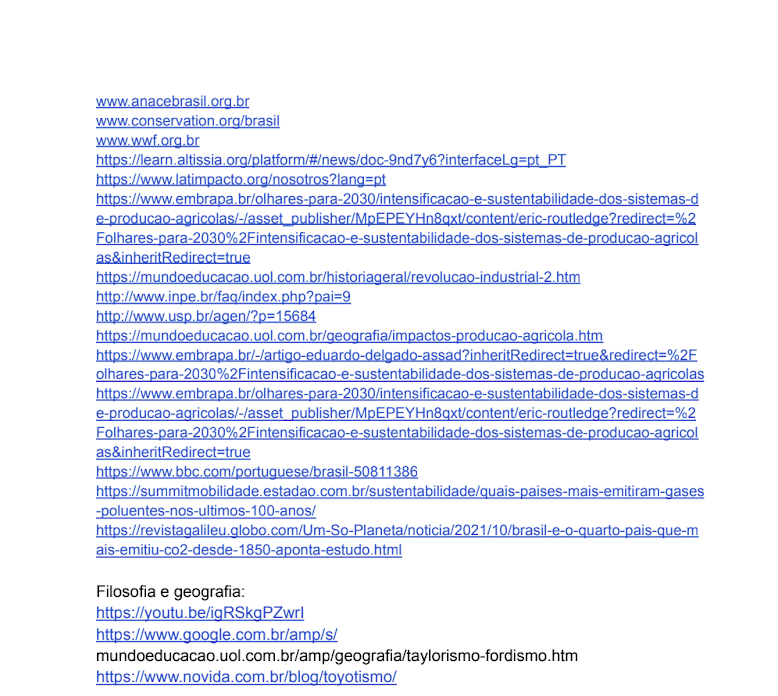 www.anacebrasil.org.br
www.conservation.org/brasil
www.wwf.org.br
https://learn.altissia.org/platform/#/news/doc-9nd7y6?interfaceLg=pt_PT
https://www.latimpacto.org/nosotros?lang=pt
https://www.embrapa.br/olhares-para-2030/intensificacao-e-sustentabilidade-dos-sistemas-d
e-producao-agricolas/-/asset_publisher/MpEPEYHn8qxt/content/eric-routledge?redirect=%2
Folhares-para-2030%2Fintensificacao-e-sustentabilidade-dos-sistemas-de-producao-agricol
as&inheritRedirect=true
https://mundoeducacao.uol.com.br/historiageral/revolucao-industrial-2.htm
http://www.inpe.br/faq/index.php?pai=9
http://www.usp.br/agen/?p=15684
https://mundoeducacao.uol.com.br/geografia/impactos-producao-agricola.htm
https://www.embrapa.br/-/artigo-eduardo-delgado-assad?inheritRedirect=true&redirect=%2F
olhares-para-2030%2Fintensificacao-e-sustentabilidade-dos-sistemas-de-producao-agricolas
https://www.embrapa.br/olhares-para-2030/intensificacao-e-sustentabilidade-dos-sistemas-d
e-producao-agricolas/-/asset_publisher/MpEPEYHn8qxt/content/eric-routledge?redirect=%2
Folhares-para-2030%2Fintensificacao-e-sustentabilidade-dos-sistemas-de-producao-agricol
as&inheritRedirect=true
https://www.bbc.com/portuguese/brasil-50811386
https://summitmobilidade.estadao.com.br/sustentabilidade/quais-paises-mais-emitiram-gases
-poluentes-nos-ultimos-100-anos/
https://revistagalileu.globo.com/Um-So-Planeta/noticia/2021/10/brasil-e-o-quarto-pais-que-m
ais-emitiu-co2-desde-1850-aponta-estudo.html
Filosofia e geografia:
https://youtu.be/igRSkgPZwrI
https://www.google.com.br/amp/s/
mundoeducacao.uol.com.br/amp/geografia/taylorismo-fordismo.htm
https://www.novida.com.br/blog/toyotismo/